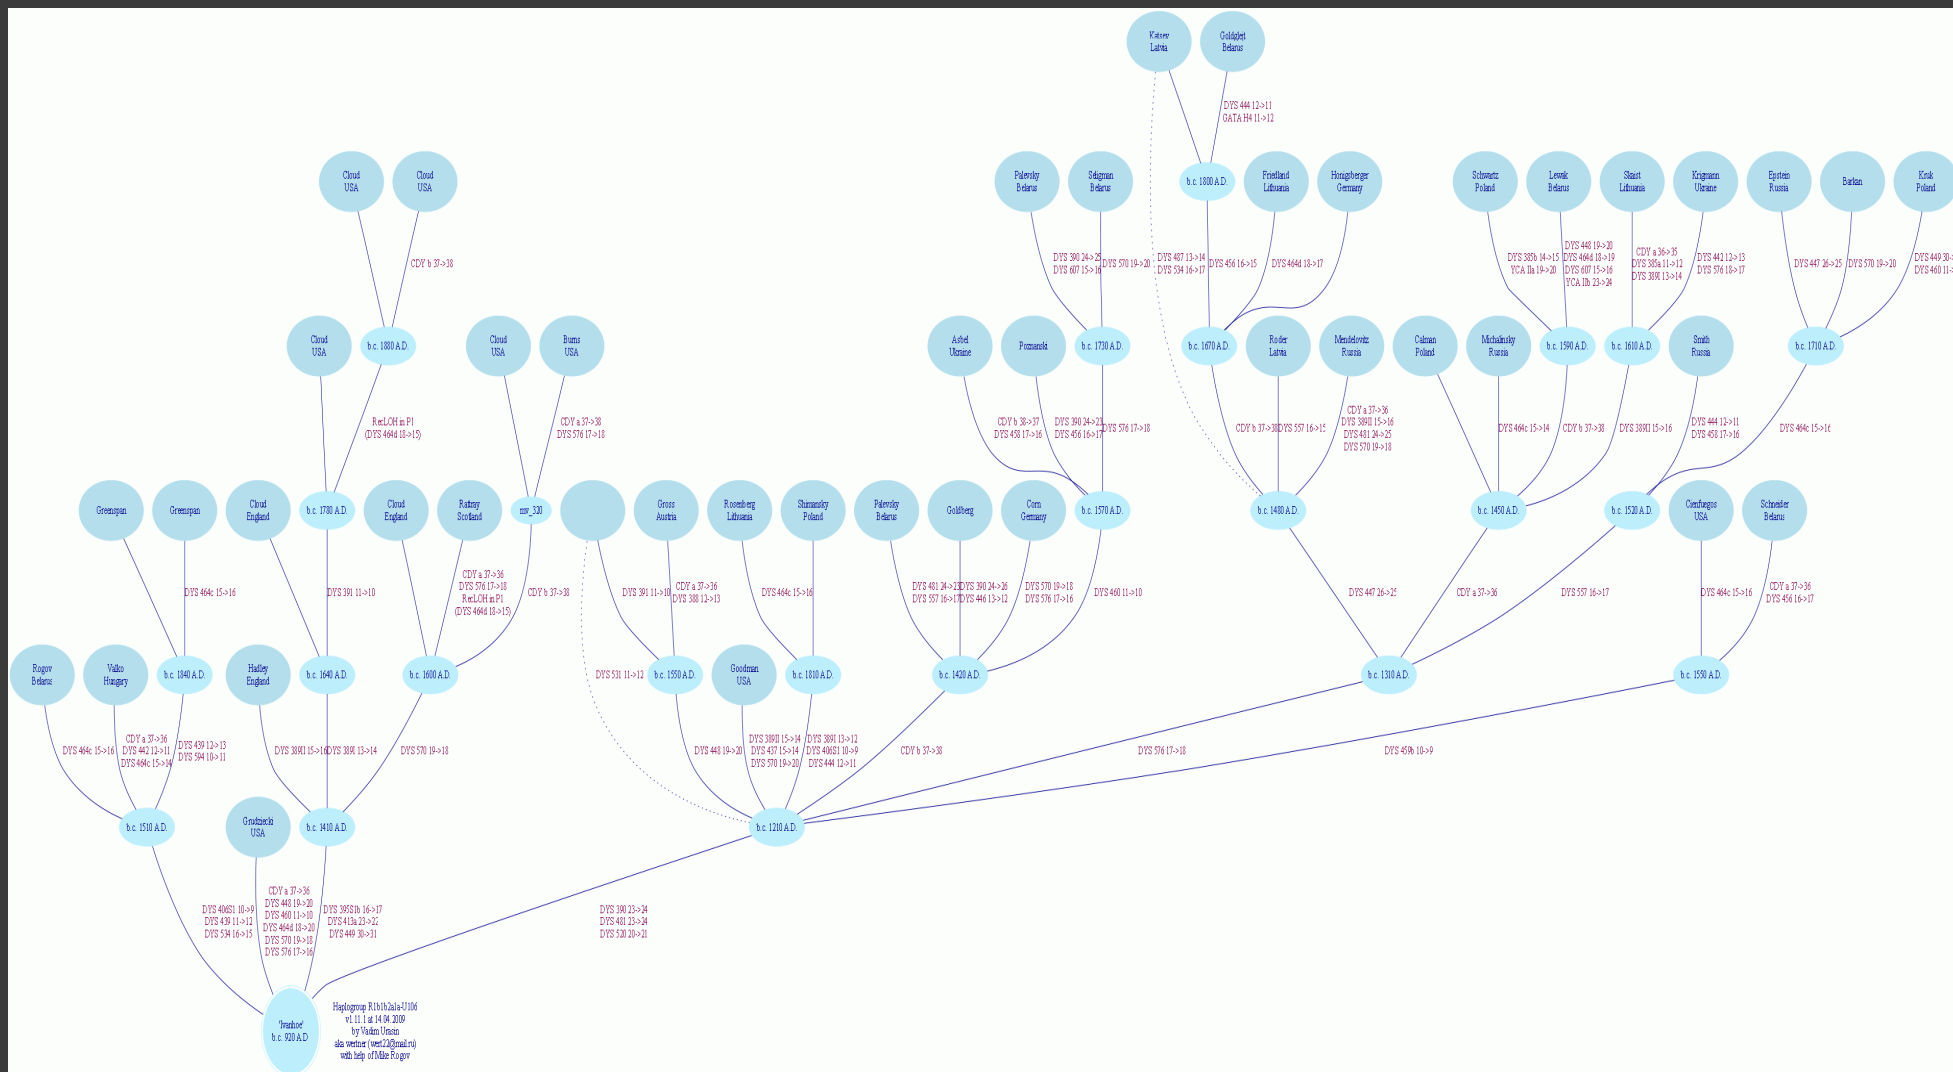 Katsev
Latvia
Goldglejt
Belarus
DYS 444 12->11
GATA H4 11->12
Cloud
USA
Cloud
USA
Palevsky
Belarus
Seligman
Belarus
b.c. 1800 A.D.
Friedland
Lithuania
Honigsberger
Germany
Schwartz
Poland
Lewak
Belarus
Skaist
Lithuania
Krigmann
Ukraine
Epstein
Russia
Barkan
Kruk
Poland
CDY b 37->38
DYS 390 24->25
DYS 607 15->16
DYS 570 19->20
DYS 487 13->14
DYS 534 16->17
DYS 456 16->15
DYS 464d 18->17
DYS 385b 14->15
YCA IIa 19->20
DYS 448 19->20
DYS 464d 18->19
DYS 607 15->16
YCA IIb 23->24
CDY a 36->35
DYS 385a 11->12
DYS 389I 13->14
DYS 442 12->13
DYS 576 18->17
DYS 447 26->25
DYS 570 19->20
DYS 449 30-
DYS 460 11-
Cloud
USA
b.c. 1880 A.D.
Cloud
USA
Burns
USA
Asbel
Ukraine
Poznanski
b.c. 1730 A.D.
b.c. 1670 A.D.
Roder
Latvia
Mendelovitz
Russia
Calman
Poland
Michalinsky
Russia
b.c. 1590 A.D.
b.c. 1610 A.D.
Smith
Russia
b.c. 1710 A.D.
RecLOH in P1
(DYS 464d 18->15)
CDY a 37->38
DYS 576 17->18
CDY b 38->37
DYS 458 17->16
DYS 390 24->23
DYS 456 16->17
DYS 576 17->18
CDY b 37->38
DYS 557 16->15
CDY a 37->36
DYS 389II 15->16
DYS 481 24->25
DYS 570 19->18
DYS 464c 15->14
CDY b 37->38
DYS 389II 15->16
DYS 444 12->11
DYS 458 17->16
DYS 464c 15->16
Greenspan
Greenspan
Cloud
England
b.c. 1780 A.D.
Cloud
England
Rattray
Scotland
mv_320
Gross
Austria
Rosenberg
Lithuania
Shimansky
Poland
Palevsky
Belarus
Goldberg
Corn
Germany
b.c. 1570 A.D.
b.c. 1480 A.D.
b.c. 1450 A.D.
b.c. 1520 A.D.
Cienfuegos
USA
Schneider
Belarus
DYS 464c 15->16
DYS 391 11->10
CDY a 37->36
DYS 576 17->18
RecLOH in P1
(DYS 464d 18->15)
CDY b 37->38
DYS 391 11->10
CDY a 37->36
DYS 388 12->13
DYS 464c 15->16
DYS 481 24->23
DYS 557 16->17
DYS 390 24->26
DYS 446 13->12
DYS 570 19->18
DYS 576 17->16
DYS 460 11->10
DYS 447 26->25
CDY a 37->36
DYS 557 16->17
DYS 464c 15->16
CDY a 37->36
DYS 456 16->17
Rogov
Belarus
Valko
Hungary
b.c. 1840 A.D.
Hadley
England
b.c. 1640 A.D.
b.c. 1600 A.D.
DYS 531 11->12
b.c. 1550 A.D.
Goodman
USA
b.c. 1810 A.D.
b.c. 1420 A.D.
b.c. 1310 A.D.
b.c. 1550 A.D.
DYS 464c 15->16
CDY a 37->36
DYS 442 12->11
DYS 464c 15->14
DYS 439 12->13
DYS 594 10->11
DYS 389II 15->16
DYS 389I 13->14
DYS 570 19->18
DYS 448 19->20
DYS 389II 15->14
DYS 437 15->14
DYS 570 19->20
DYS 389I 13->12
DYS 406S1 10->9
DYS 444 12->11
CDY b 37->38
DYS 576 17->18
DYS 459b 10->9
b.c. 1510 A.D.
Grudziecki
USA
b.c. 1410 A.D.
b.c. 1210 A.D.
DYS 406S1 10->9
DYS 439 11->12
DYS 534 16->15
CDY a 37->36
DYS 448 19->20
DYS 460 11->10
DYS 464d 18->20
DYS 570 19->18
DYS 576 17->16
DYS 395S1b 16->17
DYS 413a 23->22
DYS 449 30->31
DYS 390 23->24
DYS 481 23->24
DYS 520 20->21
'Ivanhoe'
b.c. 920 A.D
Haplogroup R1b1b2a1a-U106
v1.11.1 at 14.04.2009
by Vadim Urasin
aka wertner (wert22@mail.ru)
with help of Mike Rogov